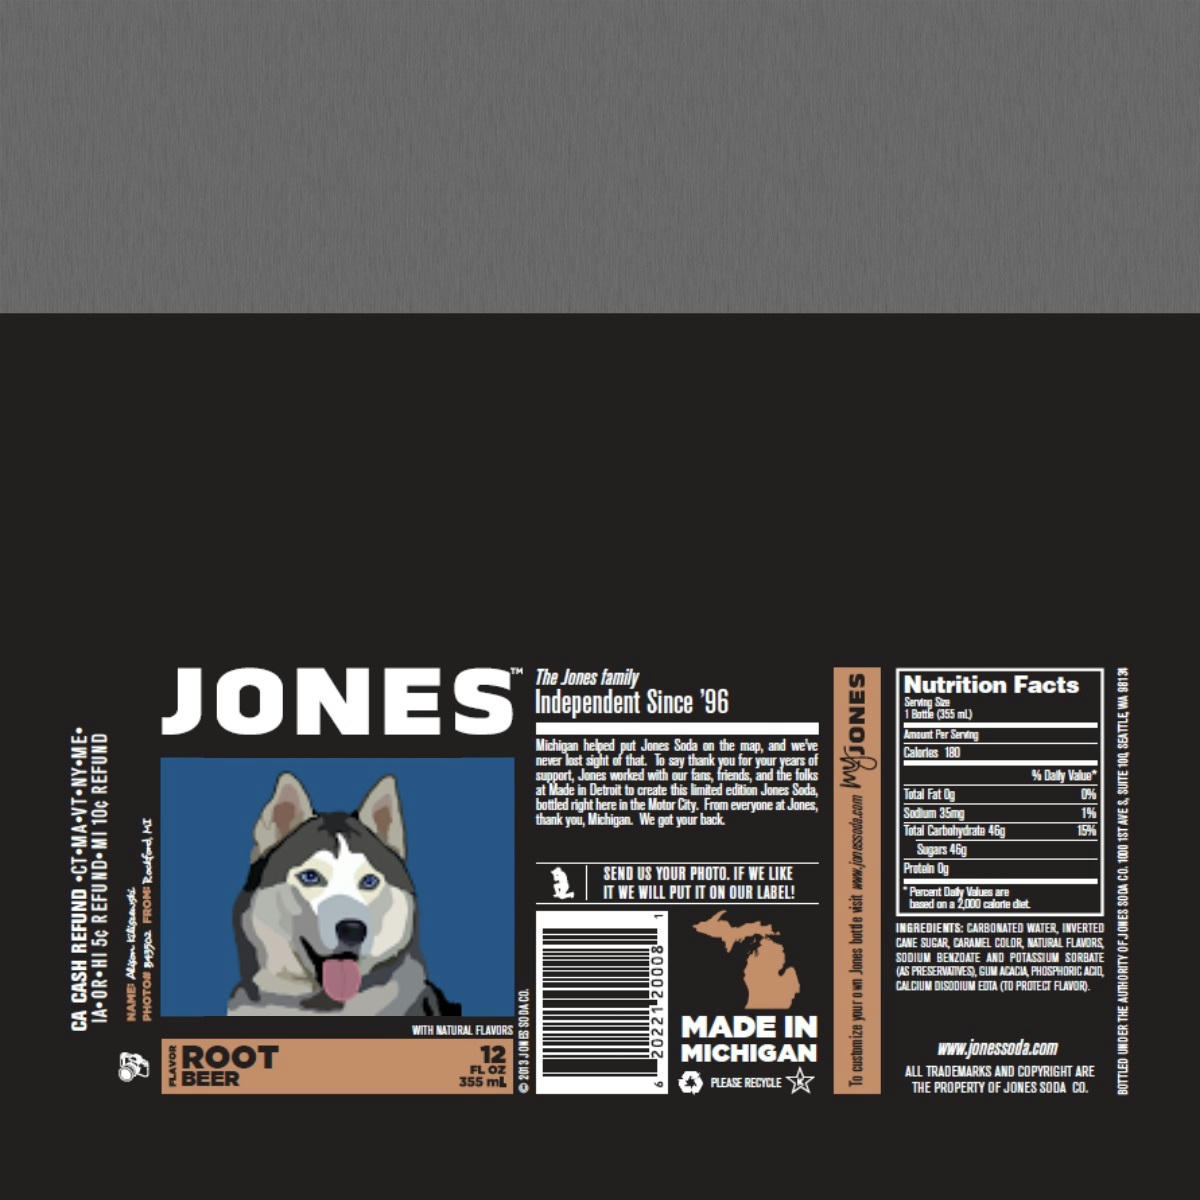 CA CASH REFUND •CT•MA•VT•NY•ME•
IA•OR•HI 5¢ REFUND•MI 10¢ REFUND
NAME:
PHOTO# FROM: Rockford, MI
JONES™
WITH NATURAL FLAVORS
FLAVOR
ROOT
BEER
12
FL OZ
355 mL
© 2013 JONES SODA CO.
The Jones family
Independent Since ’96
Michigan helped put Jones Soda on the map, and we’ve
never lost sight of that. To say thank you for your years of
support, Jones worked with our fans, friends, and the folks
at Made in Detroit to create this limited edition Jones Soda,
bottled right here in the Motor City. From everyone at Jones,
thank you, Michigan. We got your back.
SEND US YOUR PHOTO. IF WE LIKE
IT WE WILL PUT IT ON OUR LABEL!
6 20221 20008 1
MADE IN
MICHIGAN
PLEASE RECYCLE
K
To customize your own Jones bottle visit www.jonessoda.com my JONES
Nutrition Facts
Serving Size
1 Bottle (355 mL)
Amount Per Serving
Calories 180
% Daily Value*
Total Fat 0g 0%
Sodium 35mg 1%
Total Carbohydrate 46g 15%
Sugars 46g
Protein 0g
* Percent Daily Values are
based on a 2,000 calorie diet.
INGREDIENTS: CARBONATED WATER, INVERTED
CANE SUGAR, CARAMEL COLOR, NATURAL FLAVORS,
SODIUM BENZOATE AND POTASSIUM SORBATE
(AS PRESERVATIVES), GUM ACACIA, PHOSPHORIC ACID,
CALCIUM DISODIUM EDTA (TO PROTECT FLAVOR).
www.jonessoda.com
ALL TRADEMARKS AND COPYRIGHT ARE
THE PROPERTY OF JONES SODA CO.
BOTTLED UNDER THE AUTHORITY OF JONES SODA CO. 1000 1ST AVE S, SUITE 100, SEATTLE, WA 98134